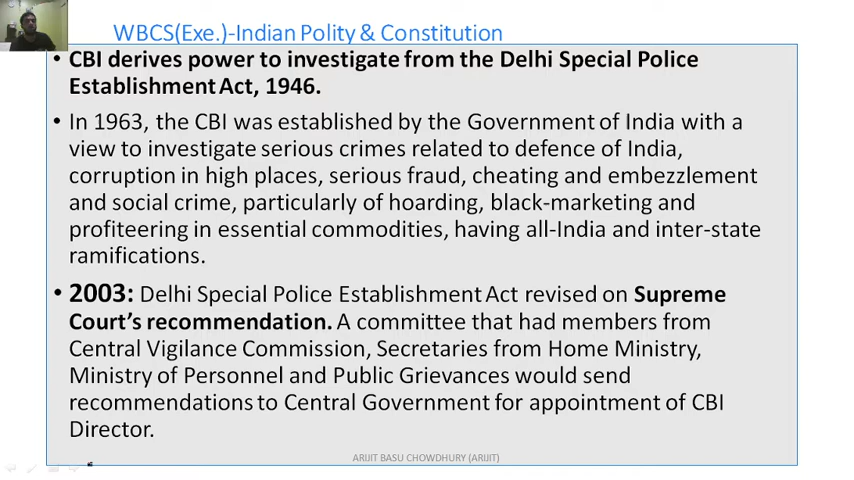 WBCS(Exe.)-Indian Polity & Constitution
• CBI derives power to investigate from the Delhi Special Police
Establishment Act, 1946.
• In 1963, the CBI was established by the Government of India with a
view to investigate serious crimes related to defence of India,
corruption in high places, serious fraud, cheating and embezzlement
and social crime, particularly of hoarding, black-marketing and
profiteering in essential commodities, having all-India and inter-state
ramifications.
• 2003: Delhi Special Police Establishment Act revised on Supreme
Court's recommendation. A committee that had members from
Central Vigilance Commission, Secretaries from Home Ministry,
Ministry of Personnel and Public Grievances would send
recommendations to Central Government for appointment of CBI
Director.
ARIJIT BASU CHOWDHURY (ARIJIT)